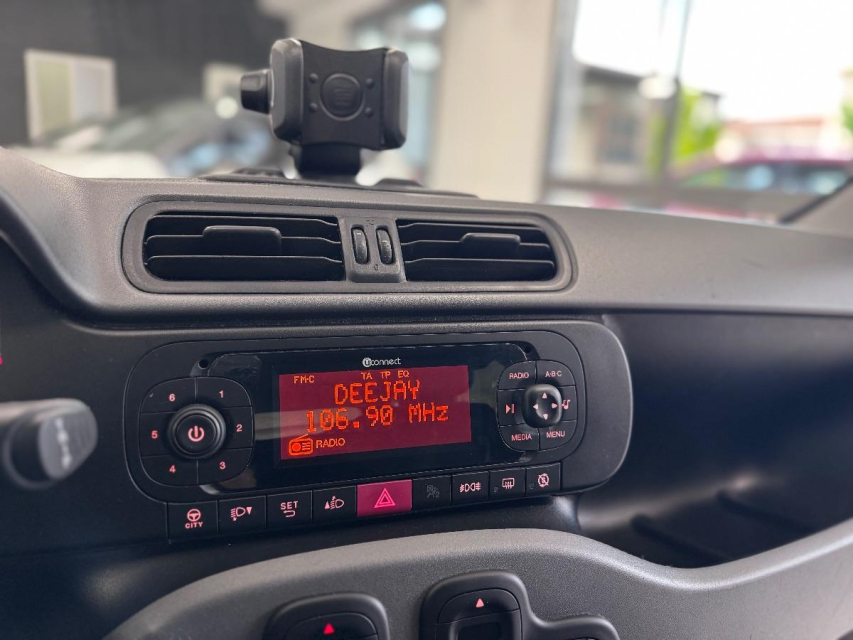 uconnect
FM-C TA TP EQ
DEEJAY
106.90 MHz
RADIO
6 1
5 2
4 3
RADIO A·B·C
MEDIA MENU
CITY
SET